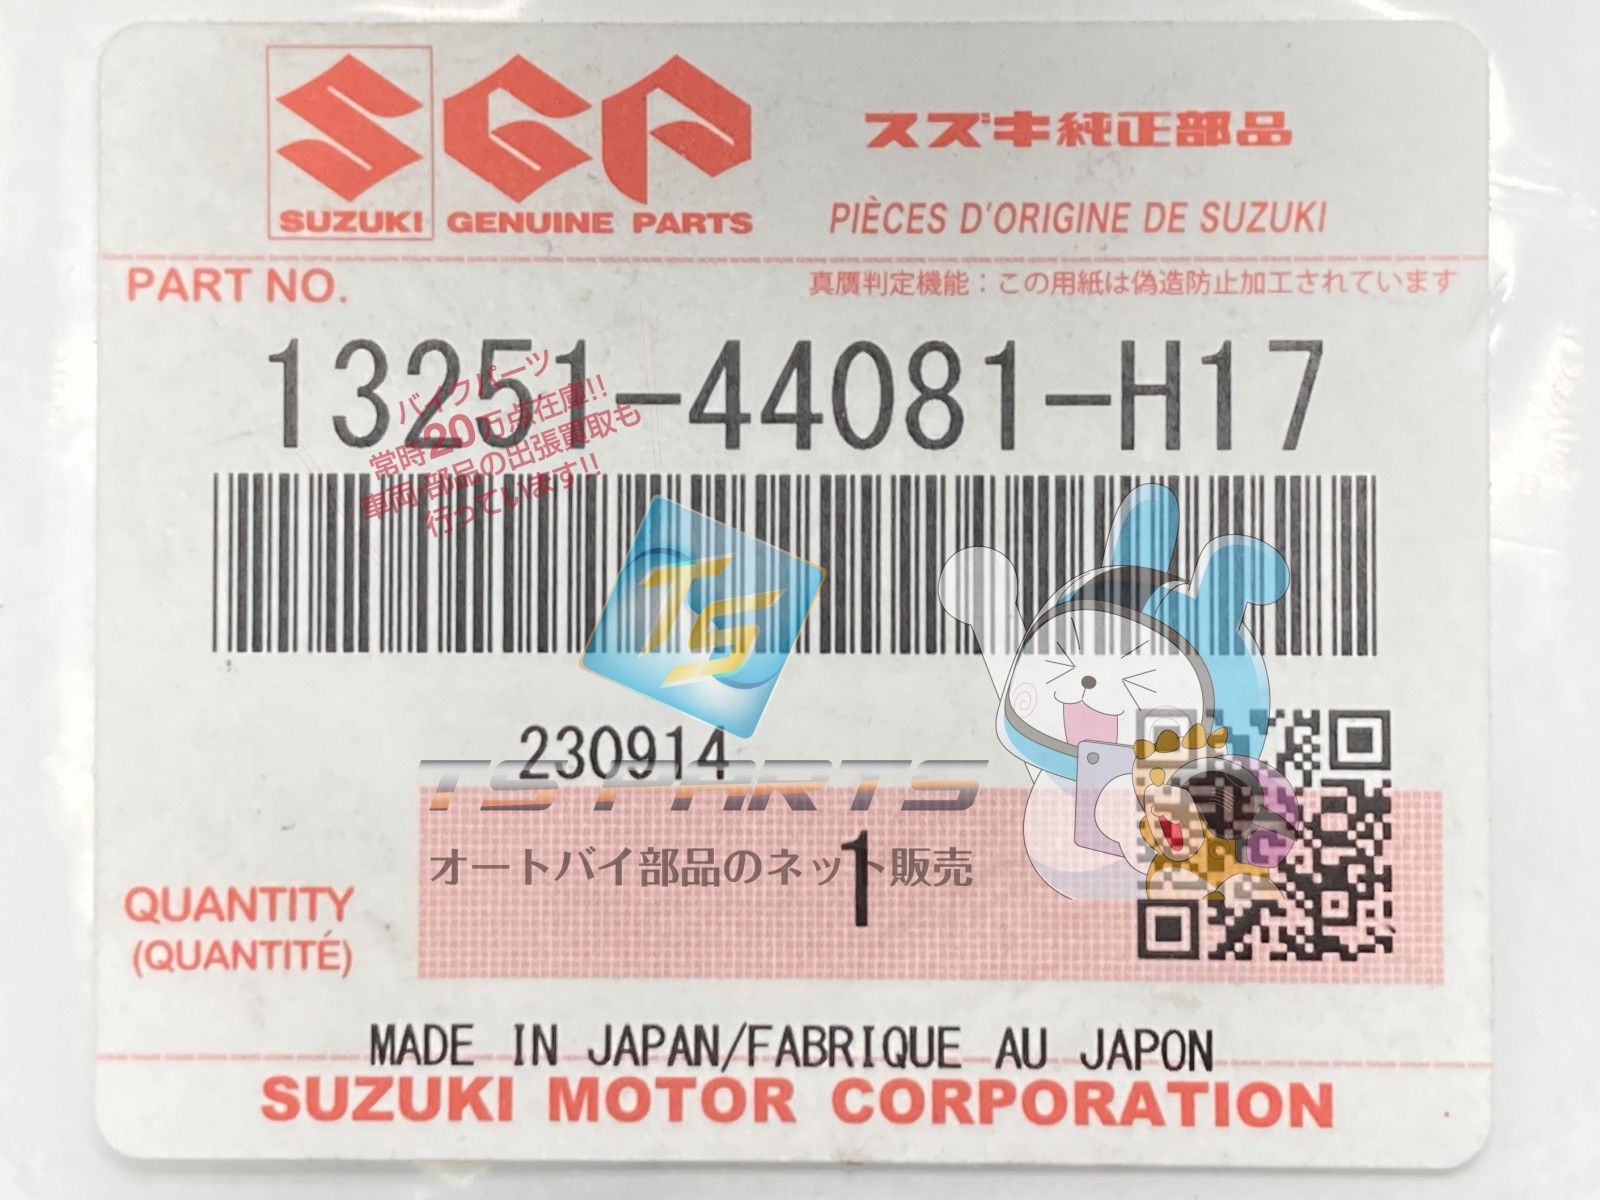 SUZUKI
GENUINE PARTS
スズキ純正部品
PIÈCES D'ORIGINE DE SUZUKI
PART NO.
真贋判定機能：この用紙は偽造防止加工されています
13251-44081-H17
バイクパーツ
常時20万点在庫!!
車両・部品の出張買取も
行っています!!
TS
230914
TS PARTS
オートバイ部品のネット販売
1
QUANTITY
(QUANTITÉ)
MADE IN JAPAN/FABRIQUE AU JAPON
SUZUKI MOTOR CORPORATION